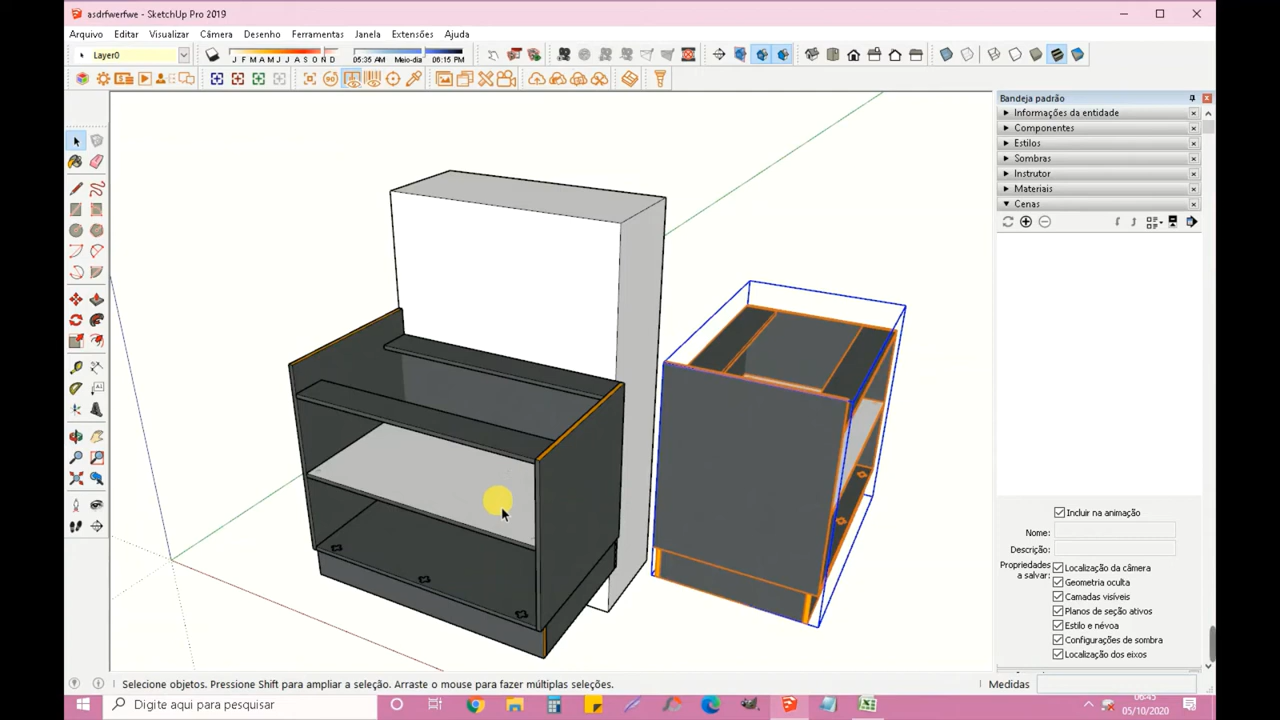 asdrfwerfwe - SketchUp Pro 2019
Arquivo Editar Visualizar Câmera Desenho Ferramentas Janela Extensões Ajuda
Layer0
J F M A M J J A S O N D
05:35 AM Meio-dia 06:15 PM
Bandeja padrão
Informações da entidade
Componentes
Estilos
Sombras
Instrutor
Materiais
Cenas
Incluir na animação
Nome:
Descrição:
Propriedades a salvar:
Localização da câmera
Geometria oculta
Camadas visíveis
Planos de seção ativos
Estilo e névoa
Configurações de sombra
Localização dos eixos
Selecione objetos. Pressione Shift para ampliar a seleção. Arraste o mouse para fazer múltiplas seleções.
Medidas
Digite aqui para pesquisar
06:45
05/10/2020